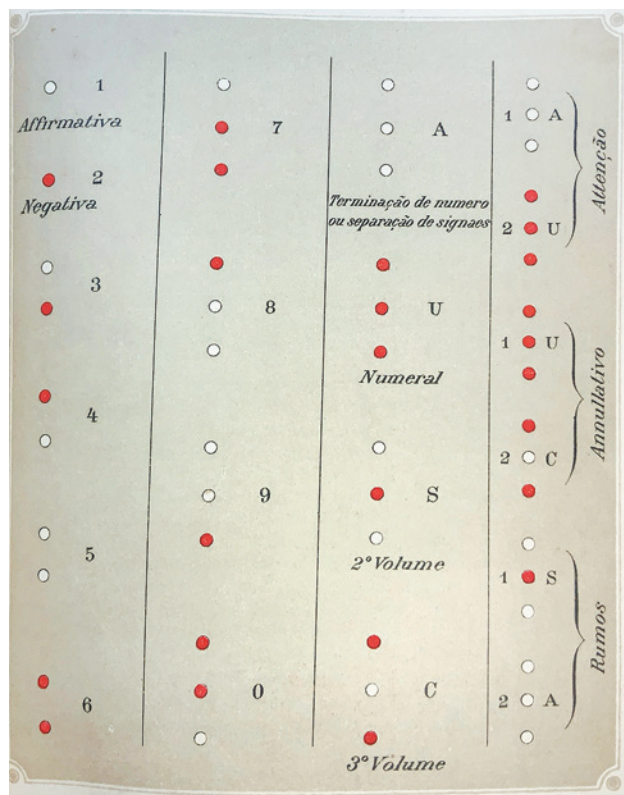 1
Affirmativa
2
Negativa
3
4
5
6
7
8
9
0
A
Terminação de numero
ou separação de signaes
U
Numeral
S
2º Volume
C
3º Volume
1 A
2 U
Attenção
1 U
2 C
Annullativo
1 S
2 A
Rumos